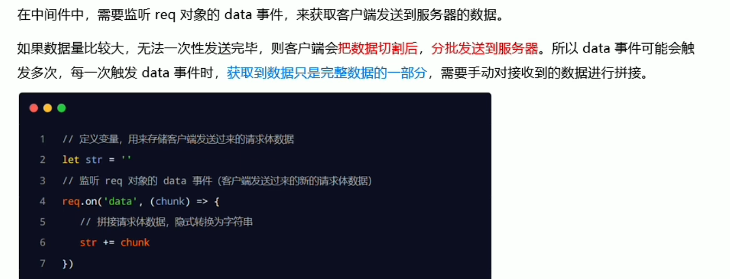 在中间件中，需要监听 req 对象的 data 事件，来获取客户端发送到服务器的数据。
如果数据量比较大，无法一次性发送完毕，则客户端会把数据切割后，分批发送到服务器。所以 data 事件可能会触
发多次，每一次触发 data 事件时，获取到数据只是完整数据的一部分，需要手动对接收到的数据进行拼接。
1 // 定义变量，用来存储客户端发送过来的请求体数据
2 let str = ''
3 // 监听 req 对象的 data 事件（客户端发送过来的新的请求体数据）
4 req.on('data', (chunk) => {
5 // 拼接请求体数据，隐式转换为字符串
6 str += chunk
7 })